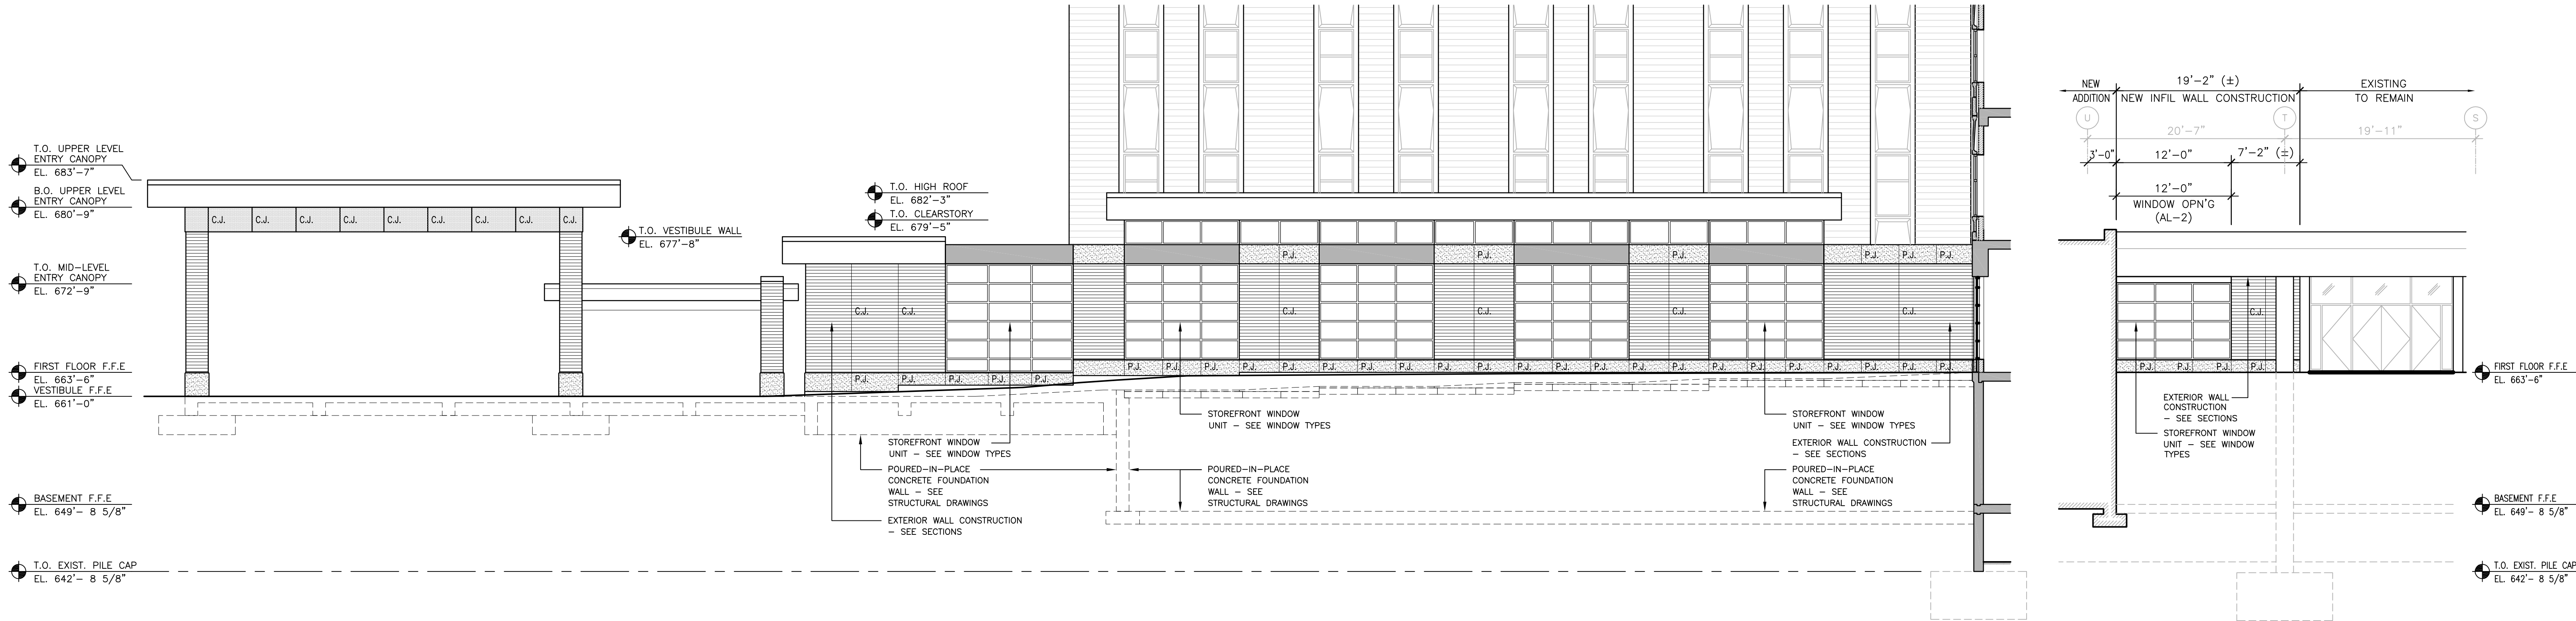 T.O. UPPER LEVEL
ENTRY CANOPY
EL. 683'-7"
B.O. UPPER LEVEL
ENTRY CANOPY
EL. 680'-9"
T.O. MID-LEVEL
ENTRY CANOPY
EL. 672'-9"
FIRST FLOOR F.F.E
EL. 663'-6"
VESTIBULE F.F.E
EL. 661'-0"
BASEMENT F.F.E
EL. 649'- 8 5/8"
T.O. EXIST. PILE CAP
EL. 642'- 8 5/8"
C.J. C.J. C.J. C.J. C.J. C.J. C.J. C.J. C.J.
T.O. VESTIBULE WALL
EL. 677'-8"
T.O. HIGH ROOF
EL. 682'-3"
T.O. CLEARSTORY
EL. 679'-5"
P.J. P.J. P.J. P.J. P.J. P.J.
C.J. C.J. C.J. C.J. C.J. C.J.
P.J. P.J. P.J. P.J. P.J. P.J. P.J. P.J. P.J. P.J. P.J. P.J. P.J. P.J. P.J. P.J. P.J. P.J. P.J. P.J. P.J. P.J.
P.J. P.J. P.J. P.J. P.J.
STOREFRONT WINDOW
UNIT - SEE WINDOW TYPES
POURED-IN-PLACE
CONCRETE FOUNDATION
WALL - SEE
STRUCTURAL DRAWINGS
EXTERIOR WALL CONSTRUCTION
- SEE SECTIONS
STOREFRONT WINDOW
UNIT - SEE WINDOW TYPES
POURED-IN-PLACE
CONCRETE FOUNDATION
WALL - SEE
STRUCTURAL DRAWINGS
STOREFRONT WINDOW
UNIT - SEE WINDOW TYPES
EXTERIOR WALL CONSTRUCTION
- SEE SECTIONS
POURED-IN-PLACE
CONCRETE FOUNDATION
WALL - SEE
STRUCTURAL DRAWINGS
NEW
ADDITION
19'-2" (±)
NEW INFIL WALL CONSTRUCTION
EXISTING
TO REMAIN
U
T
S
20'-7"
19'-11"
3'-0"
12'-0"
7'-2" (±)
12'-0"
WINDOW OPN'G
(AL-2)
C.J.
P.J. P.J. P.J. P.J.
EXTERIOR WALL
CONSTRUCTION
- SEE SECTIONS
STOREFRONT WINDOW
UNIT - SEE WINDOW
TYPES
FIRST FLOOR F.F.E
EL. 663'-6"
BASEMENT F.F.E
EL. 649'- 8 5/8"
T.O. EXIST. PILE CAP
EL. 642'- 8 5/8"